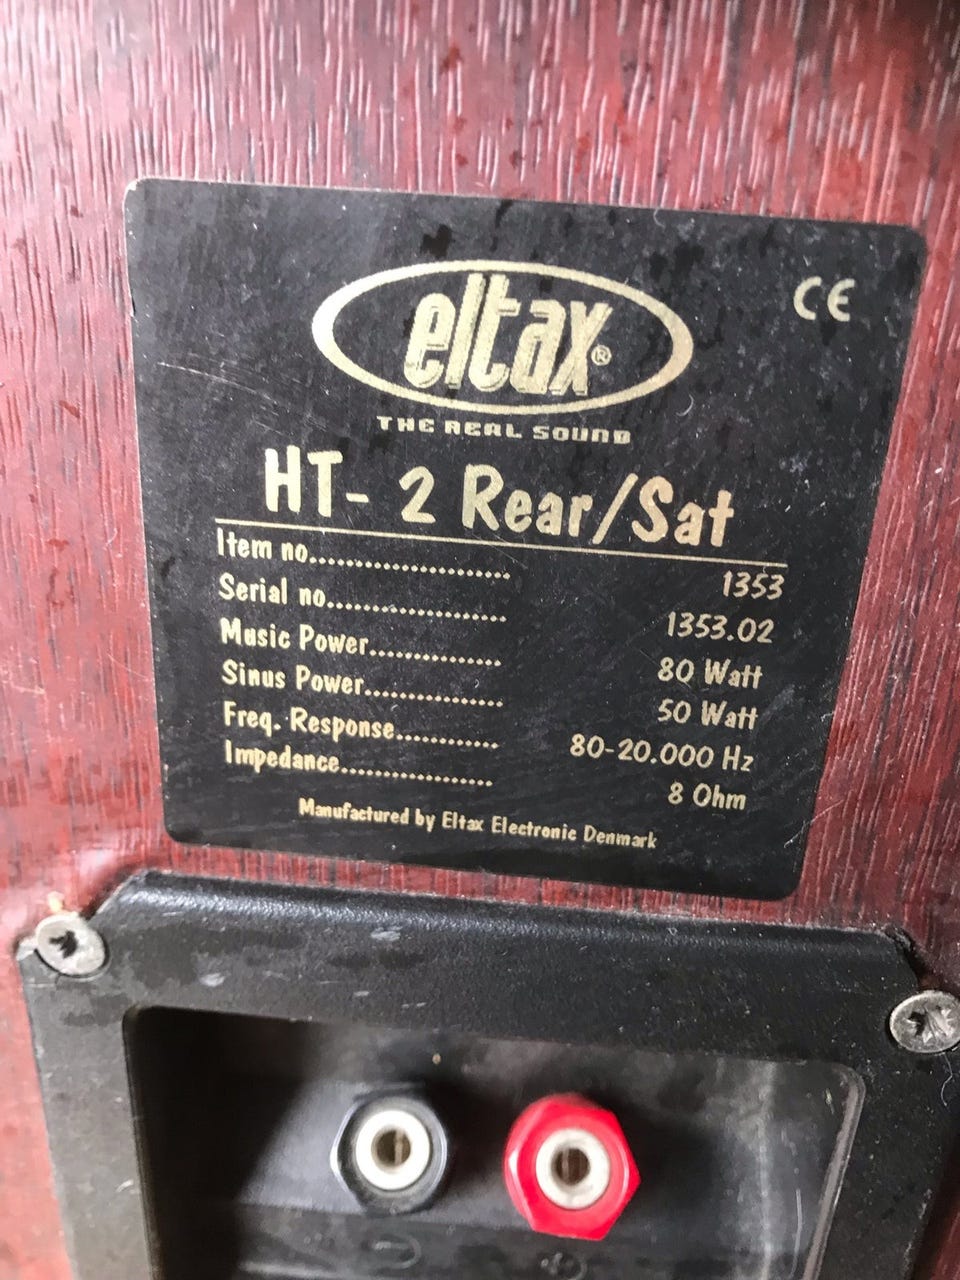 eltax®
CE
THE REAL SOUND
HT- 2 Rear/Sat
Item no........................ 1353
Serial no...................... 1353.02
Music Power................ 80 Watt
Sinus Power................. 50 Watt
Freq. Response............ 80-20.000 Hz
Impedance.................. 8 Ohm
Manufactured by Eltax Electronic Denmark
- +